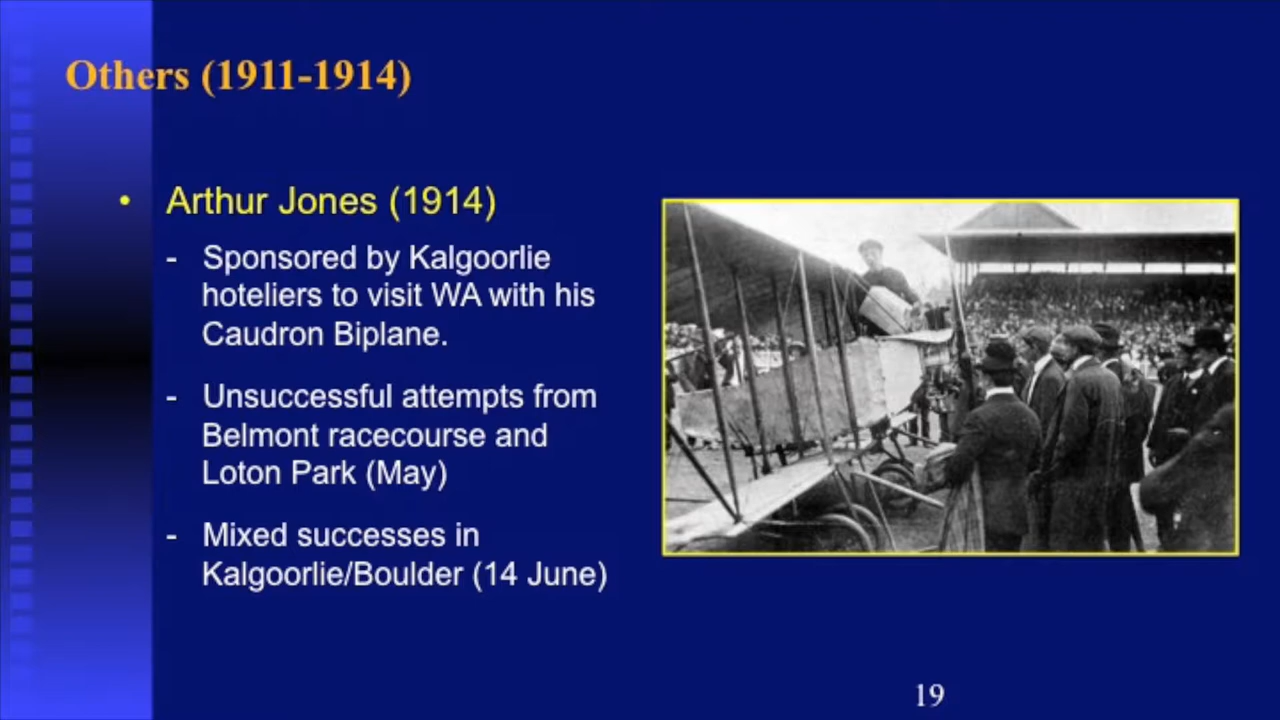 Others (1911-1914)
• Arthur Jones (1914)
- Sponsored by Kalgoorlie
hoteliers to visit WA with his
Caudron Biplane.
- Unsuccessful attempts from
Belmont racecourse and
Loton Park (May)
- Mixed successes in
Kalgoorlie/Boulder (14 June)
19